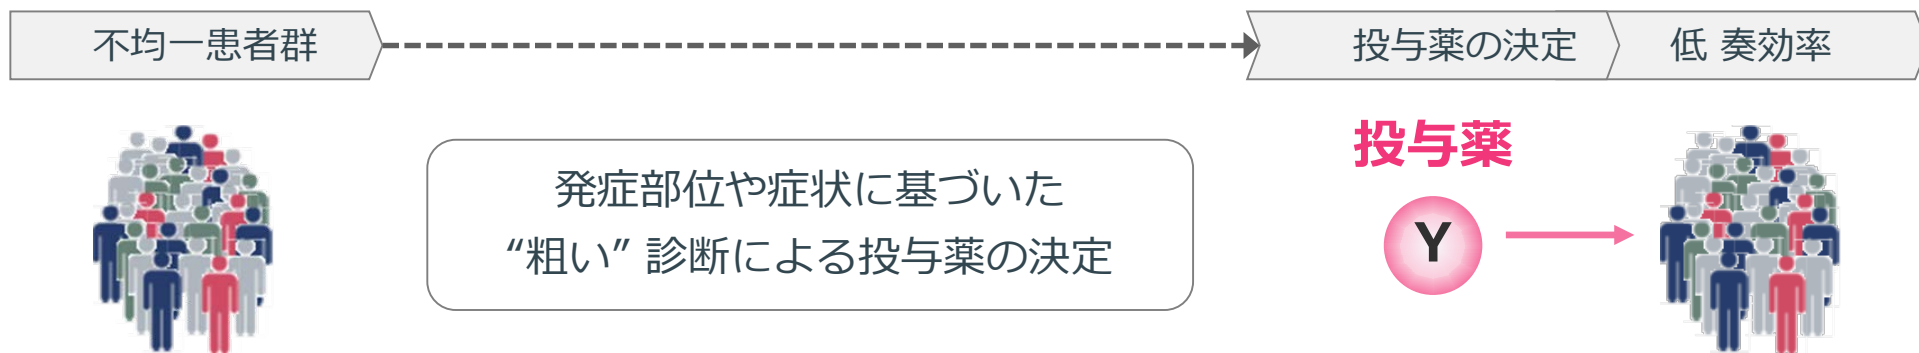 不均一患者群
投与薬の決定
低 奏効率
発症部位や症状に基づいた
“粗い” 診断による投与薬の決定
投与薬
Y